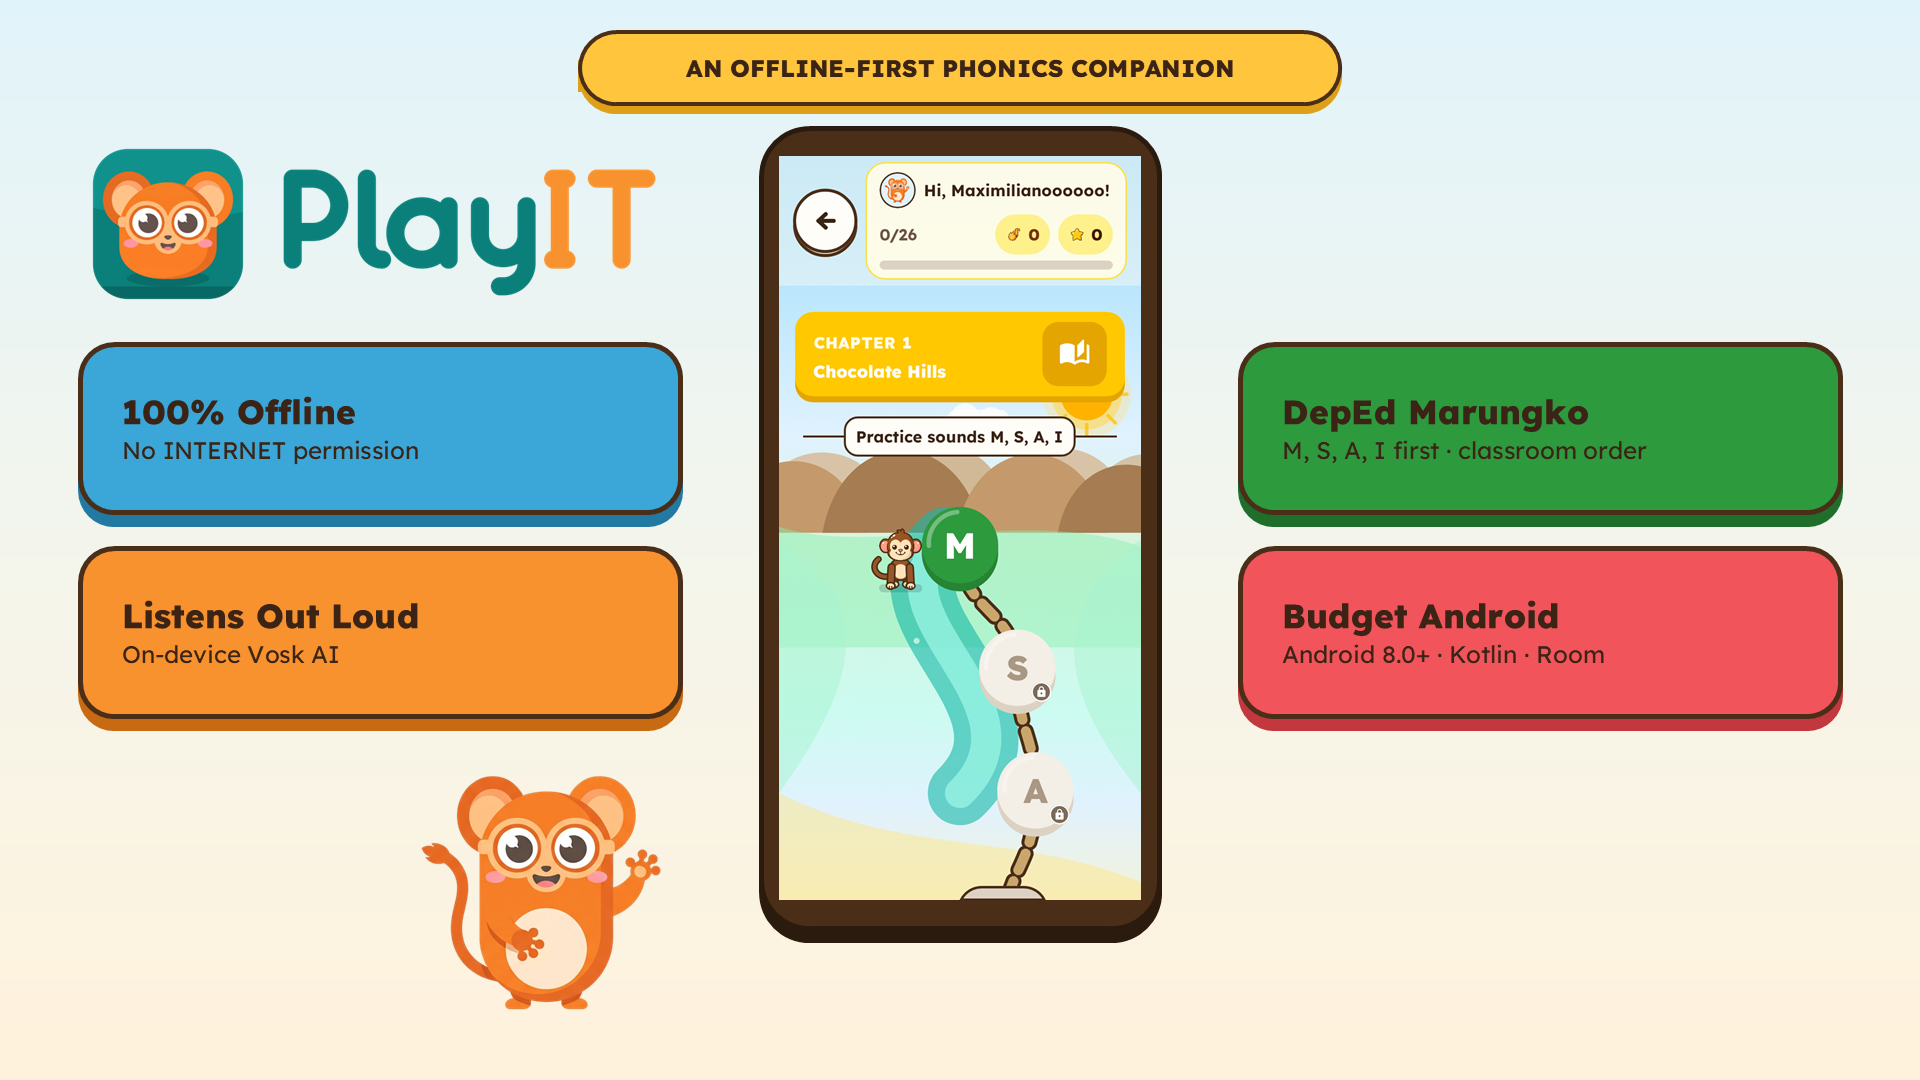 AN OFFLINE-FIRST PHONICS COMPANION
PlayIT
100% Offline
No INTERNET permission
Listens Out Loud
On-device Vosk AI
Hi, Maximilianoooooo!
0/26
0
0
CHAPTER 1
Chocolate Hills
Practice sounds M, S, A, I
M
S
A
DepEd Marungko
M, S, A, I first · classroom order
Budget Android
Android 8.0+ · Kotlin · Room